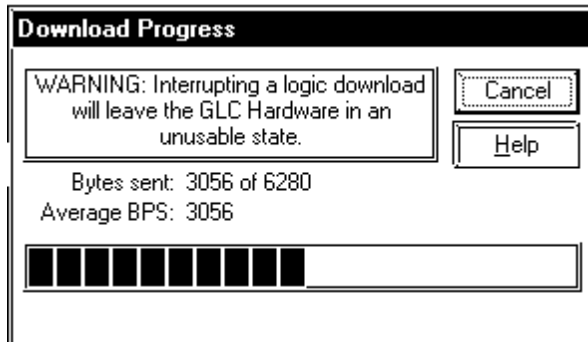 Download Progress
WARNING: Interrupting a logic download
will leave the GLC Hardware in an
unusable state.
Cancel
Help
Bytes sent: 3056 of 6280
Average BPS: 3056